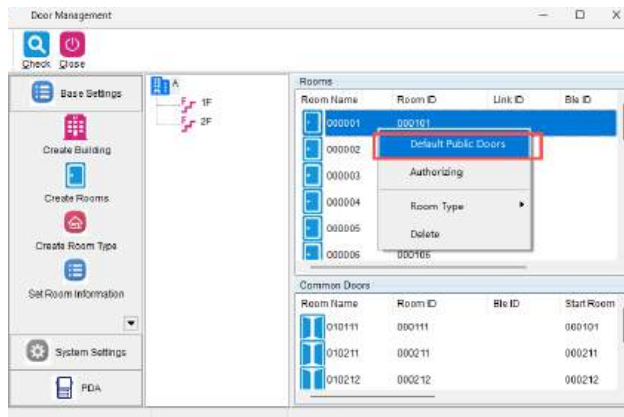 Door Management
Check Close
Base Settings
Create Building
Create Rooms
Create Room Type
Set Room Information
System Settings
PDA
A
1F
2F
Rooms
Room Name Room ID Link ID Ble ID
000001 000101
000002
000003
000004
000005
000006 000106
Default Public Doors
Authorizing
Room Type
Delete
Common Doors
Room Name Room ID Ble ID Start Room
010111 000111 000101
010211 000211 000211
010212 000212 000212